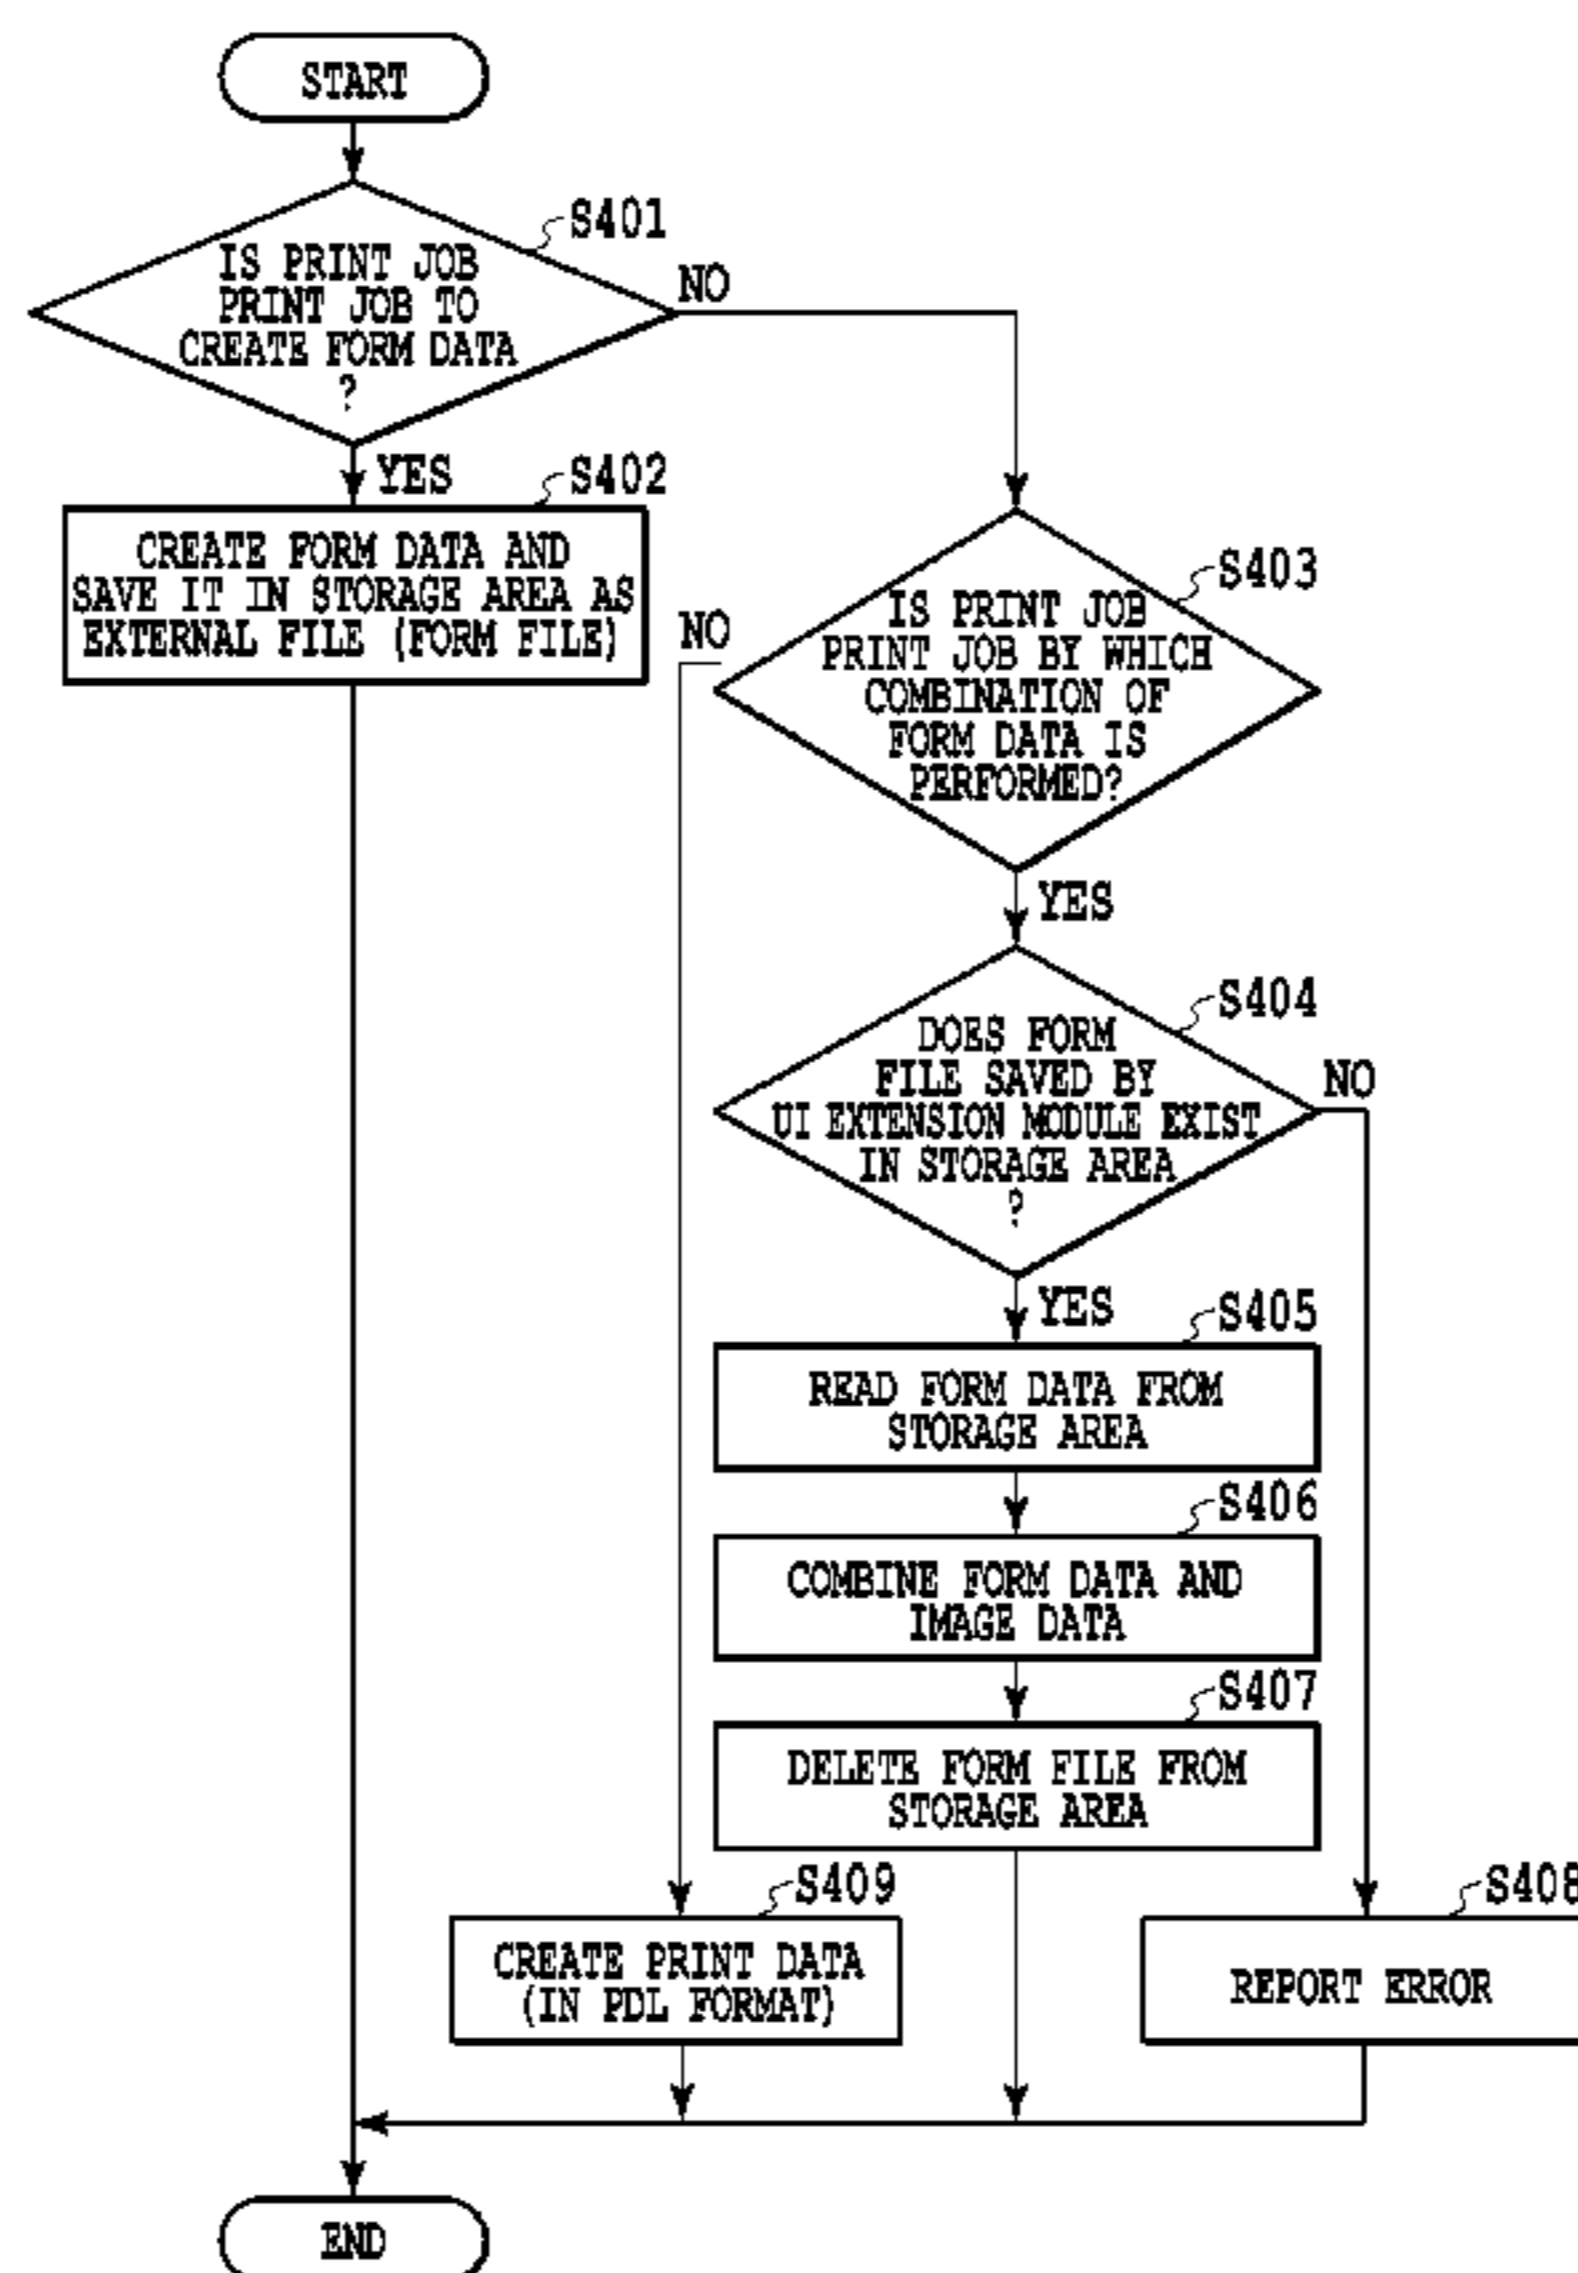 START
S401
IS PRINT JOB
PRINT JOB TO
CREATE FORM DATA
?
NO
YES
S402
CREATE FORM DATA AND
SAVE IT IN STORAGE AREA AS
EXTERNAL FILE (FORM FILE)
S403
IS PRINT JOB
PRINT JOB BY WHICH
COMBINATION OF
FORM DATA IS
PERFORMED?
NO
YES
S404
DOES FORM
FILE SAVED BY
UI EXTENSION MODULE EXIST
IN STORAGE AREA
?
NO
YES
S405
READ FORM DATA FROM
STORAGE AREA
S406
COMBINE FORM DATA AND
IMAGE DATA
S407
DELETE FORM FILE FROM
STORAGE AREA
S409
CREATE PRINT DATA
(IN PDL FORMAT)
S408
REPORT ERROR
END